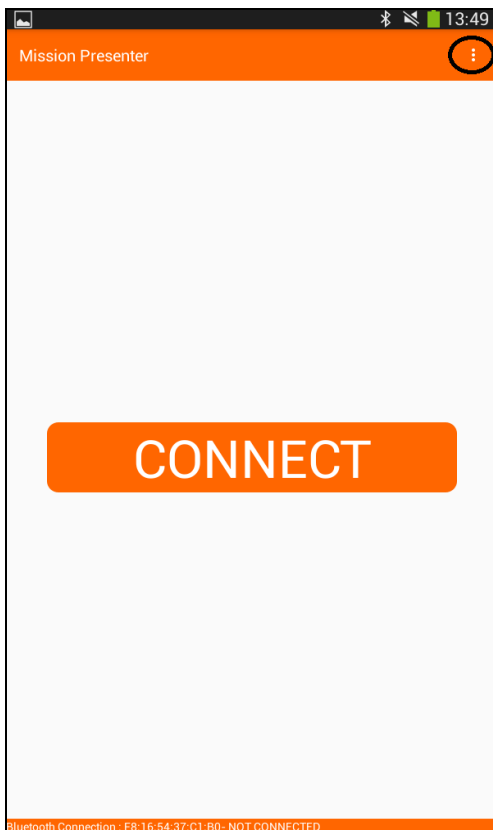 13:49
Mission Presenter
CONNECT
Bluetooth Connection : F8:16:54:37:C1:B0- NOT CONNECTED